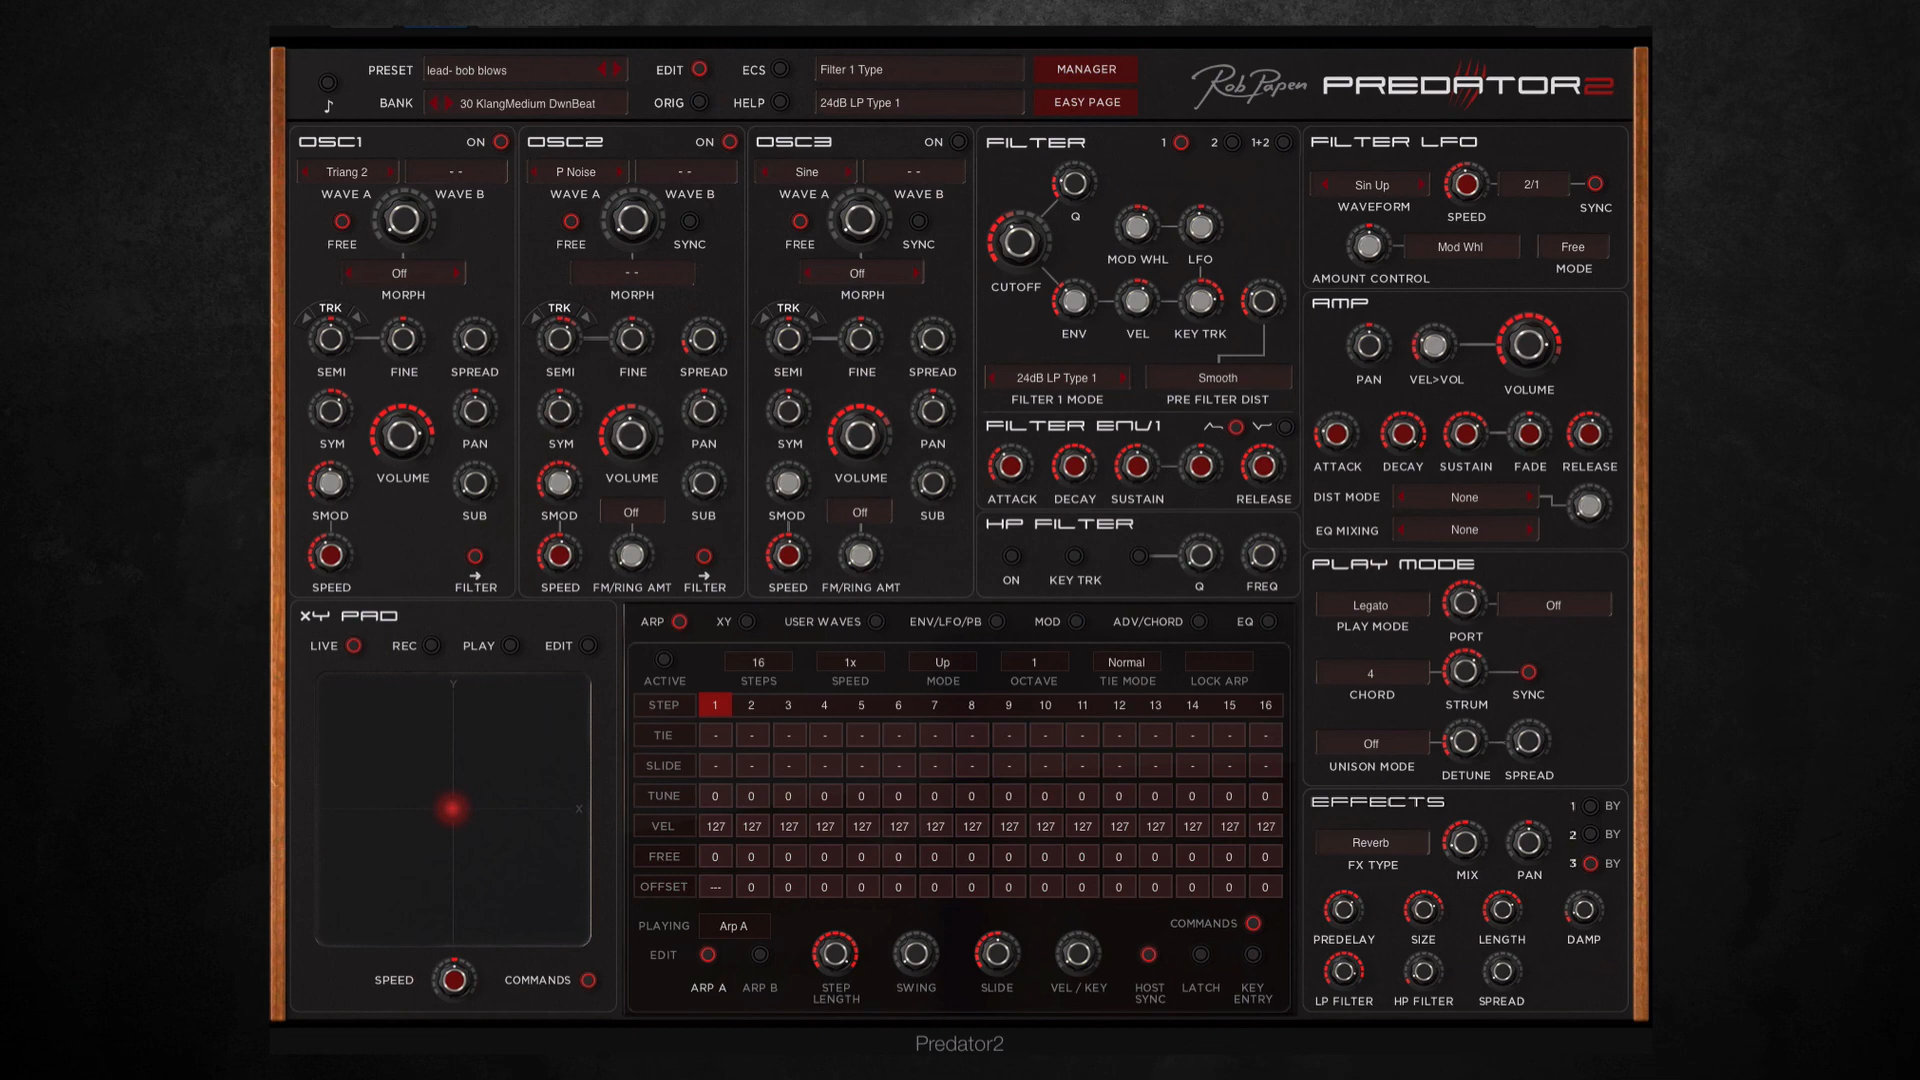 PRESET lead- bob blows EDIT ECS Filter 1 Type MANAGER
BANK 30 KlangMedium DwnBeat ORIG HELP 24dB LP Type 1 EASY PAGE
Rob Papen PREDATOR2
OSC1 ON
Triang 2 - -
WAVE A WAVE B
FREE
Off
MORPH
TRK
SEMI FINE SPREAD
SYM VOLUME PAN
SMOD SUB
SPEED FILTER
OSC2 ON
P Noise - -
WAVE A WAVE B
FREE SYNC
- -
MORPH
TRK
SEMI FINE SPREAD
SYM VOLUME PAN
Off
SMOD SUB
SPEED FM/RING AMT FILTER
OSC3 ON
Sine - -
WAVE A WAVE B
FREE SYNC
Off
MORPH
TRK
SEMI FINE SPREAD
SYM VOLUME PAN
Off
SMOD SUB
SPEED FM/RING AMT
FILTER 1 2 1+2
Q
MOD WHL LFO
CUTOFF
ENV VEL KEY TRK
24dB LP Type 1 Smooth
FILTER 1 MODE PRE FILTER DIST
FILTER ENV1
ATTACK DECAY SUSTAIN RELEASE
HP FILTER
ON KEY TRK Q FREQ
FILTER LFO
Sin Up 2/1
WAVEFORM SPEED SYNC
Mod Whl Free
AMOUNT CONTROL MODE
AMP
PAN VEL>VOL VOLUME
ATTACK DECAY SUSTAIN FADE RELEASE
DIST MODE None
EQ MIXING None
PLAY MODE
Legato Off
PLAY MODE PORT
4
CHORD STRUM SYNC
Off
UNISON MODE DETUNE SPREAD
EFFECTS 1 BY
2 BY
Reverb
FX TYPE MIX PAN 3 BY
PREDELAY SIZE LENGTH DAMP
LP FILTER HP FILTER SPREAD
XY PAD
LIVE REC PLAY EDIT
Y
X
SPEED COMMANDS
ARP XY USER WAVES ENV/LFO/PB MOD ADV/CHORD EQ
16 1x Up 1 Normal
ACTIVE STEPS SPEED MODE OCTAVE TIE MODE LOCK ARP
STEP 1 2 3 4 5 6 7 8 9 10 11 12 13 14 15 16
TIE - - - - - - - - - - - - - - - -
SLIDE - - - - - - - - - - - - - - - -
TUNE 0 0 0 0 0 0 0 0 0 0 0 0 0 0 0 0
VEL 127 127 127 127 127 127 127 127 127 127 127 127 127 127 127 127
FREE 0 0 0 0 0 0 0 0 0 0 0 0 0 0 0 0
OFFSET --- 0 0 0 0 0 0 0 0 0 0 0 0 0 0 0
PLAYING Arp A COMMANDS
EDIT
ARP A ARP B STEP LENGTH SWING SLIDE VEL / KEY HOST SYNC LATCH KEY ENTRY
Predator2